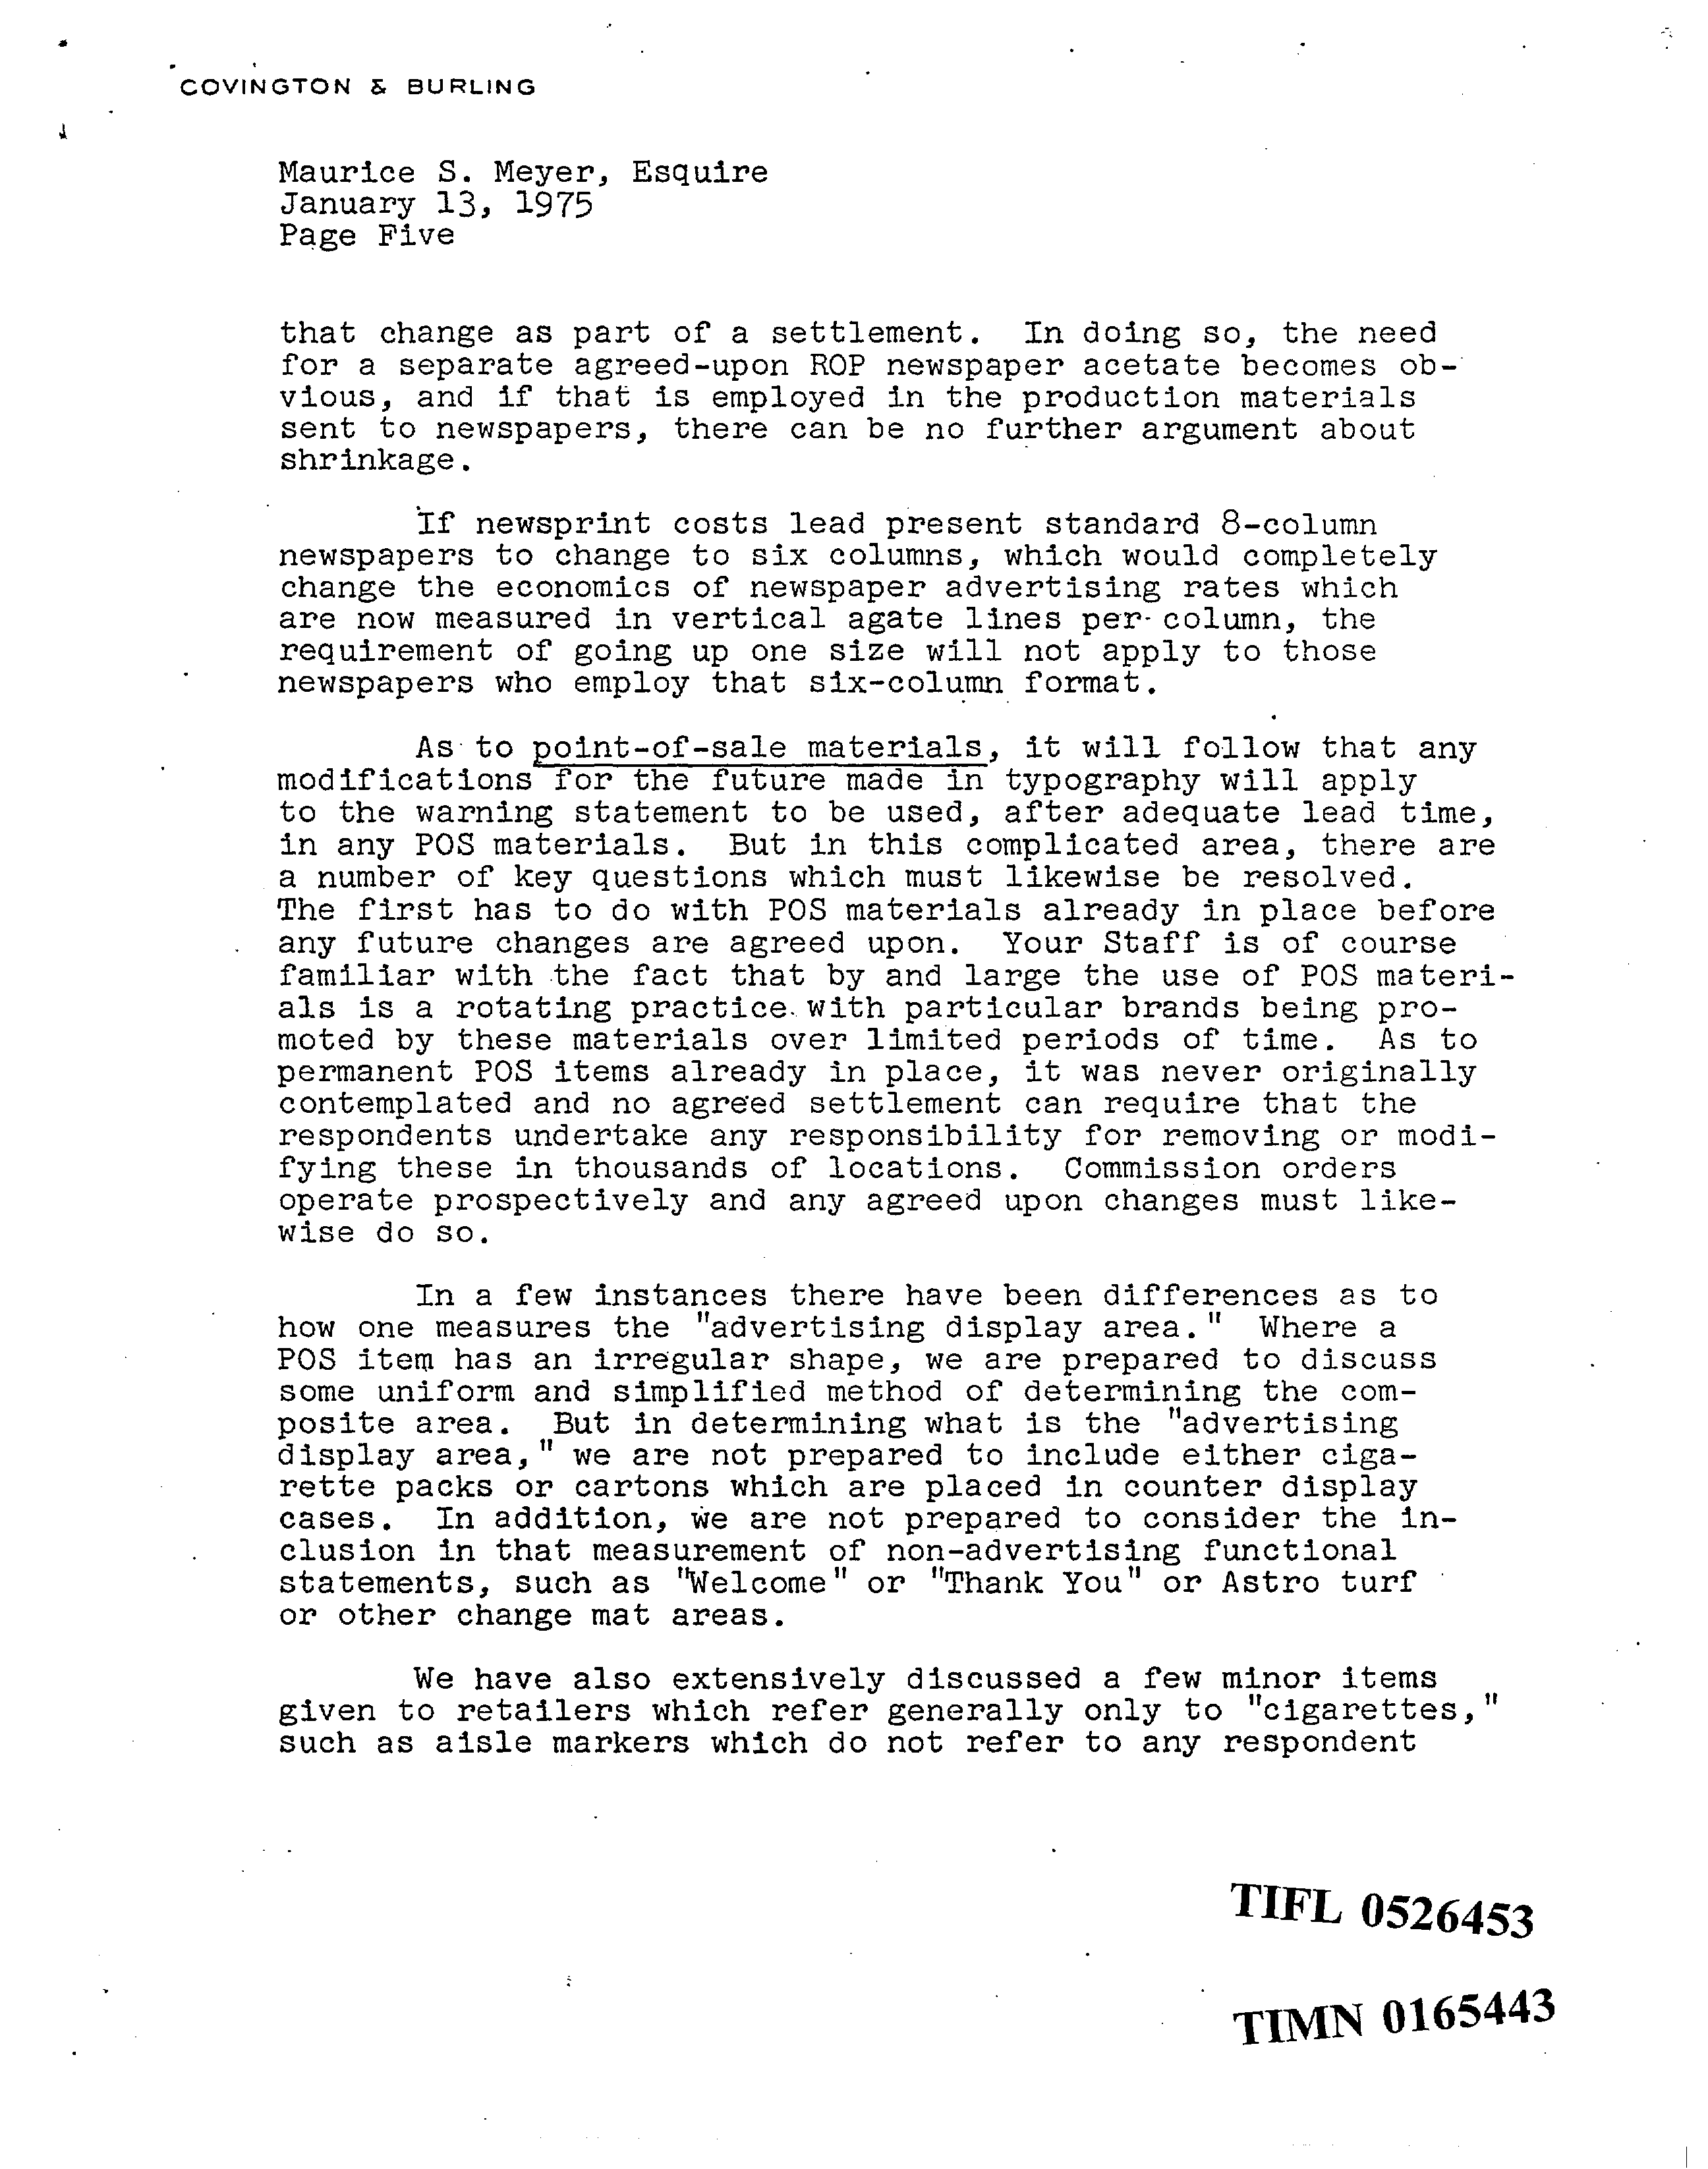 COVINGTON & BURLING
Maurice S. Meyer, Esquire
January 13, 1975
Page Five
that change as part of a settlement. In doing so, the need
for a separate agreed-upon ROP newspaper acetate becomes ob-
vious, and if that is employed in the production materials
sent to newspapers, there can be no further argument about
shrinkage.
If newsprint costs lead present standard 8-column
newspapers to change to six columns, which would completely
change the economics of newspaper advertising rates which
are now measured in vertical agate lines per column, the
requirement of going up one size will not apply to those
newspapers who employ that six-column format.
As to point-of-sale materials, it will follow that any
modifications for the future made in typography will apply
to the warning statement to be used, after adequate lead time,
in any POS materials. But in this complicated area, there are
a number of key questions which must likewise be resolved.
The first has to do with POS materials already in place before
any future changes are agreed upon. Your Staff is of course
familiar with the fact that by and large the use of POS materi-
als is a rotating practice with particular brands being pro-
moted by these materials over limited periods of time. As to
permanent POS items already in place, it was never originally
contemplated and no agreed settlement can require that the
respondents undertake any responsibility for removing or modi-
fying these in thousands of locations. Commission orders
operate prospectively and any agreed upon changes must like-
wise do so.
In a few instances there have been differences as to
how one measures the "advertising display area." Where a
POS item has an irregular shape, we are prepared to discuss
some uniform and simplified method of determining the com-
posite area. But in determining what is the "advertising
display area," we are not prepared to include either ciga-
rette packs or cartons which are placed in counter display
cases. In addition, we are not prepared to consider the in-
clusion in that measurement of non-advertising functional
statements, such as "Welcome" or "Thank You" or Astro turf
or other change mat areas.
We have also extensively discussed a few minor items
given to retailers which refer generally only to "cigarettes,"
such as aisle markers which do not refer to any respondent
TIFL 0526453
TIMN 0165443